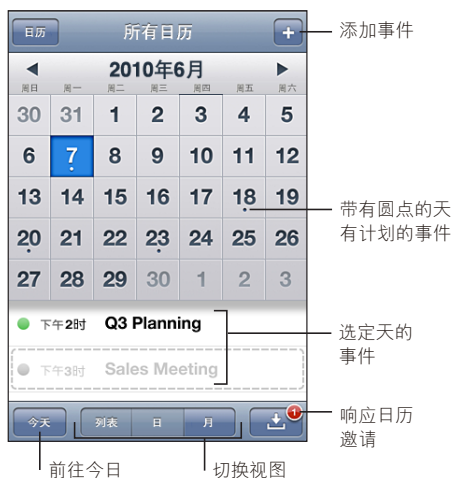 日历 所有日历 +
添加事件
2010年6月
周日 周一 周二 周三 周四 周五 周六
30 31 1 2 3 4 5
6 7 8 9 10 11 12
13 14 15 16 17 18 19
20 21 22 23 24 25 26
27 28 29 30 1 2 3
带有圆点的天
有计划的事件
下午2时 Q3 Planning
下午3时 Sales Meeting
选定天的
事件
今天 列表 日 月 1
响应日历
邀请
前往今日 切换视图